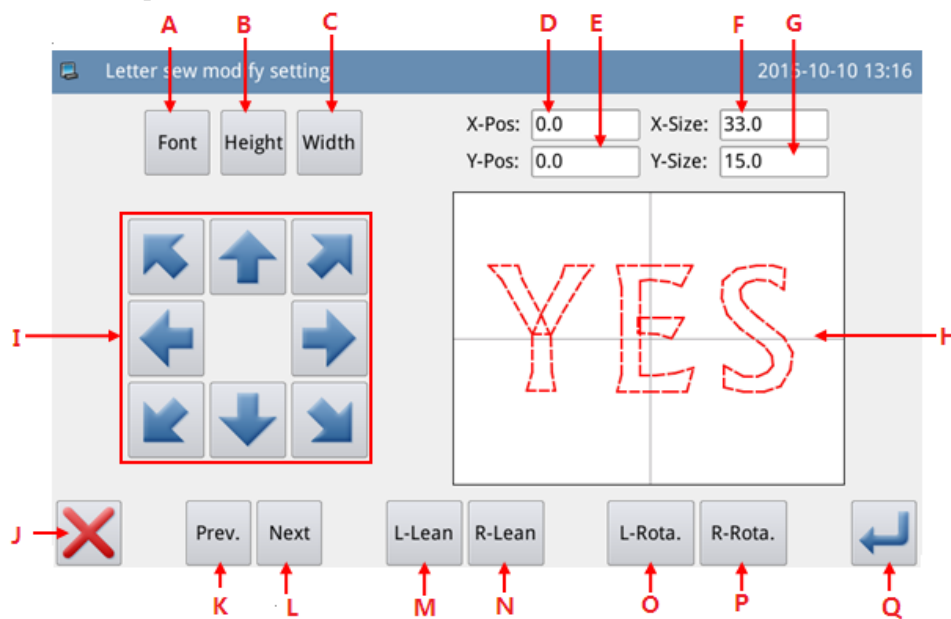 A B C D E F G
Letter sew modify setting 2015-10-10 13:16
Font Height Width
X-Pos: 0.0 X-Size: 33.0
Y-Pos: 0.0 Y-Size: 15.0
YES
I
H
J
Prev. Next L-Lean R-Lean L-Rota. R-Rota.
K L M N O P Q